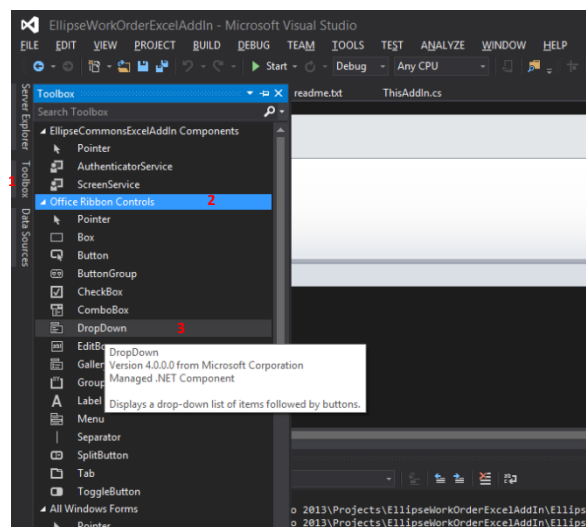 EllipseWorkOrderExcelAddIn - Microsoft Visual Studio
FILE EDIT VIEW PROJECT BUILD DEBUG TEAM TOOLS TEST ANALYZE WINDOW HELP
Start Debug Any CPU
Server Explorer
Toolbox
Data Sources
1
Toolbox
readme.txt ThisAddIn.cs
Search Toolbox
EllipseCommonsExcelAddIn Components
Pointer
AuthenticatorService
ScreenService
Office Ribbon Controls 2
Pointer
Box
Button
ButtonGroup
CheckBox
ComboBox
DropDown 3
EditBo
Galler
Group
Label
Menu
DropDown
Version 4.0.0.0 from Microsoft Corporation
Managed .NET Component
Displays a drop-down list of items followed by buttons.
Separator
SplitButton
Tab
ToggleButton
All Windows Forms
Pointer
o 2013\Projects\EllipseWorkOrderExcelAddIn\Ellips
o 2013\Projects\EllipseWorkOrderExcelAddIn\Ellips